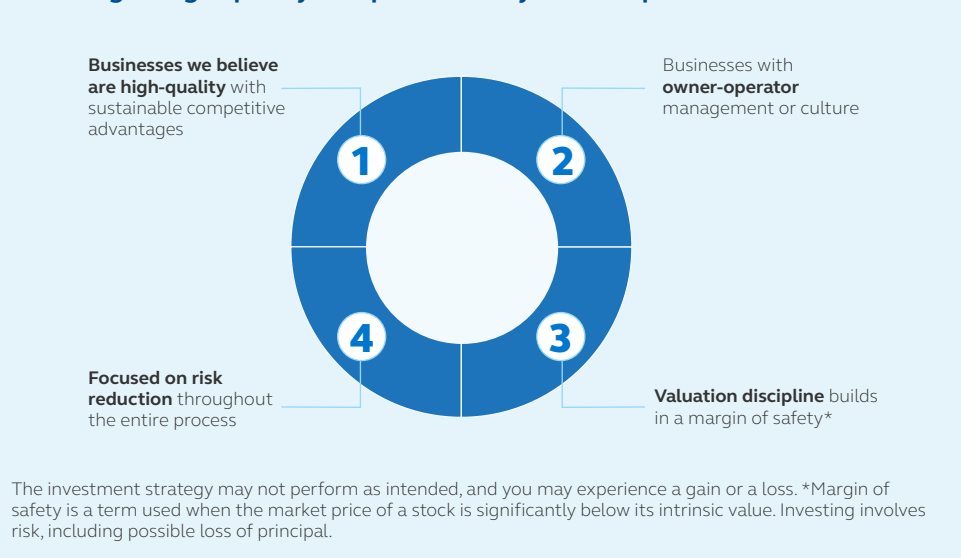 Businesses we believe
are high-quality with
sustainable competitive
advantages
1
Businesses with
owner-operator
management or culture
2
Focused on risk
reduction throughout
the entire process
4
Valuation discipline builds
in a margin of safety*
3
The investment strategy may not perform as intended, and you may experience a gain or a loss. *Margin of
safety is a term used when the market price of a stock is significantly below its intrinsic value. Investing involves
risk, including possible loss of principal.